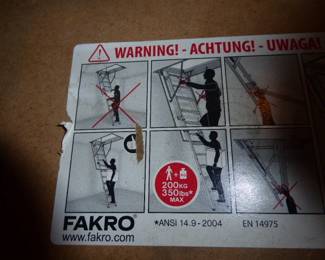 WARNING! - ACHTUNG! - UWAGA!
200KG
350lbs*
MAX
FAKRO®
www.fakro.com
*ANSI 14.9 - 2004
EN 14975